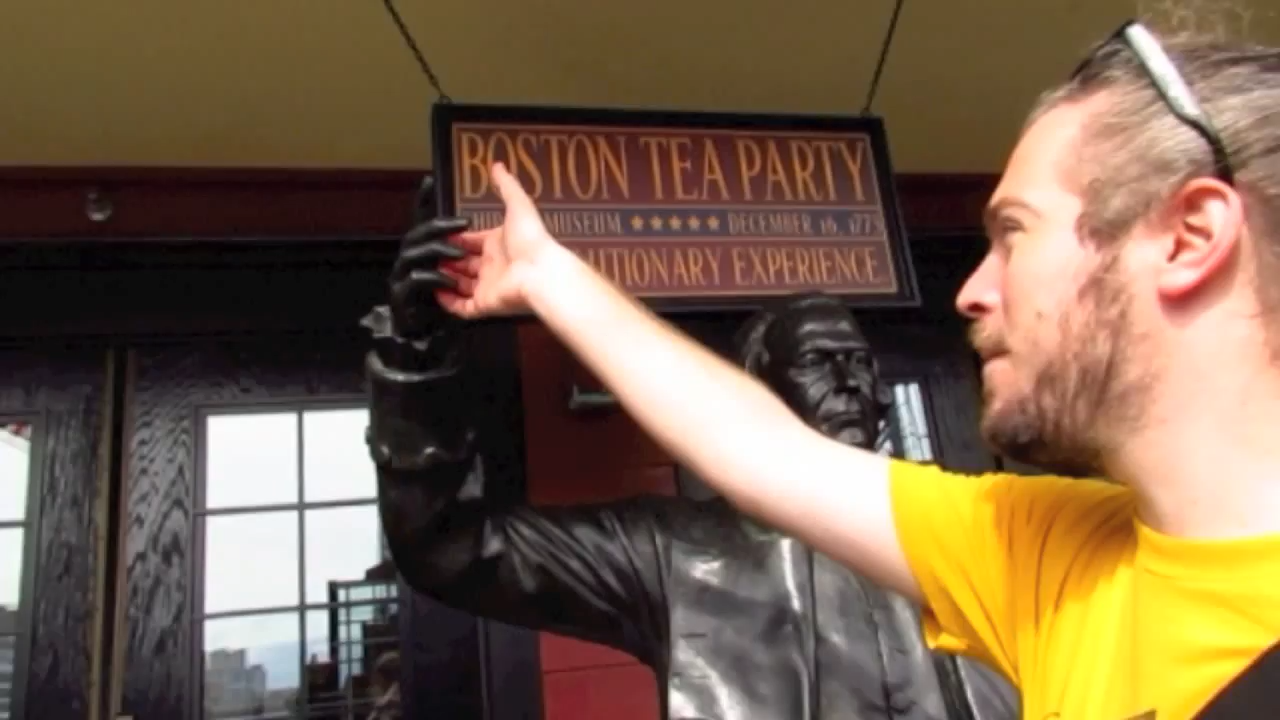 BOSTON TEA PARTY
MUSEUM ★★★★★ DECEMBER 16, 1773
EXPERIENCE